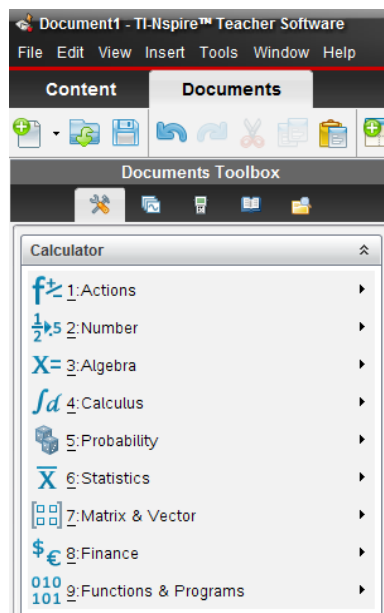 Document1 - TI-Nspire™ Teacher Software
File Edit View Insert Tools Window Help
Content Documents
Documents Toolbox
Calculator
1:Actions
2:Number
3:Algebra
4:Calculus
5:Probability
6:Statistics
7:Matrix & Vector
8:Finance
9:Functions & Programs